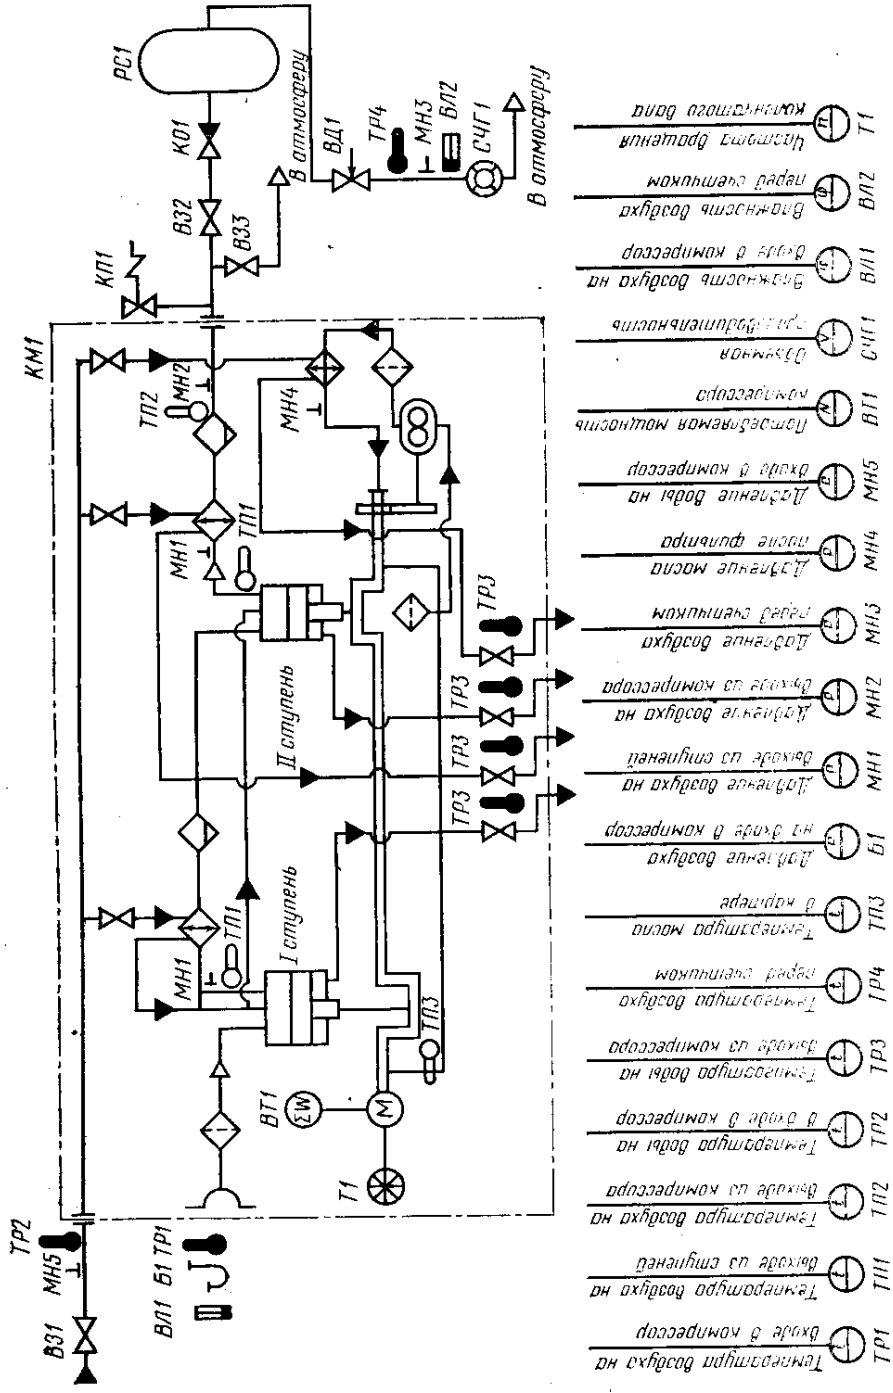 РС1
КО1
ВЗ2
ВЗ3
В атмосферу
КП1
ВД1
ТР4
МН3
ВЛ2
СЧГ1
В атмосферу
КМ1
МН2
ТП2
МН4
МН1
ТП1
II ступень
ТР3
ТР3
ТР3
ТР3
МН1
ТП1
I ступень
ТП3
ВТ1
ΣW
М
Т1
ТР2
МН5
ВЗ1
ТР1
Б1
ВЛ1
Температура воздуха на
входе в компрессор
t
ТР1
Температура воздуха на
выходе из ступеней
t
ТП1
Температура воздуха на
выходе из компрессора
t
ТП2
Температура воды на
в входе в компрессор
t
ТР2
Температура воды на
выходе из компрессора
t
ТР3
Температура воздуха
перед счетчиком
t
ТР4
Температура масла
в картере
t
ТП3
Давление воздуха
на входе в компрессор
p
Б1
Давление воздуха на
выходе из ступеней
p
МН1
Давление воздуха на
выходе из компрессора
p
МН2
Давление воздуха
перед счетчиком
p
МН3
Давление масла
после фильтра
p
МН4
Давление воды на
входе в компрессор
p
МН5
Потребляемая мощность
компрессора
N
ВТ1
Объемная
производительность
V
СЧГ1
Влажность воздуха на
входе в компрессор
φ
ВЛ1
Влажность воздуха
перед счетчиком
φ
ВЛ2
Частота вращения
коленчатого вала
n
Т1